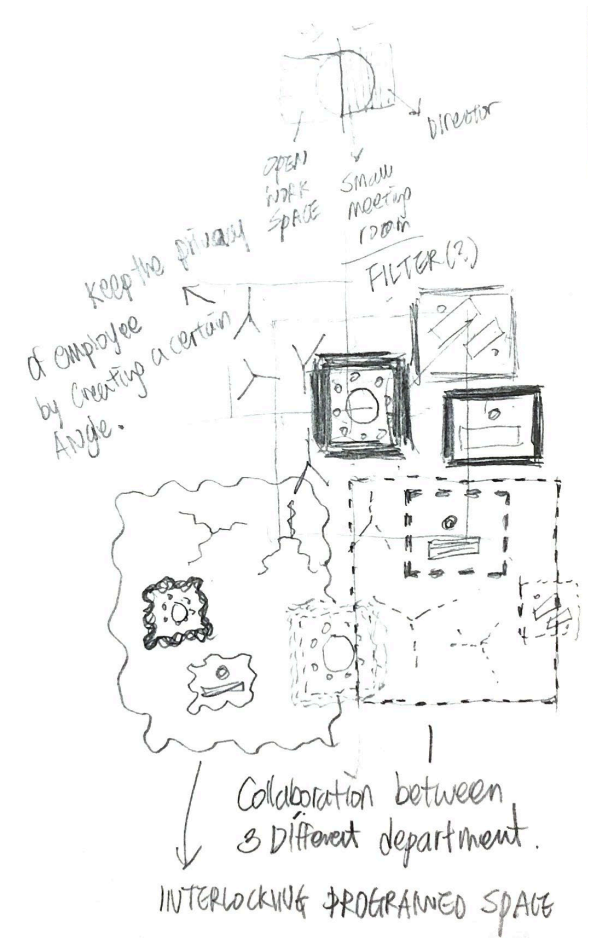 Director
OPEN
WORK
SPACE
Small
meeting
room
FILTER(?)
Keep the privacy
of employee
by Creating a certain
Angle.
Collaboration between
3 Different department.
INTERLOCKING PROGRAMED SPACE